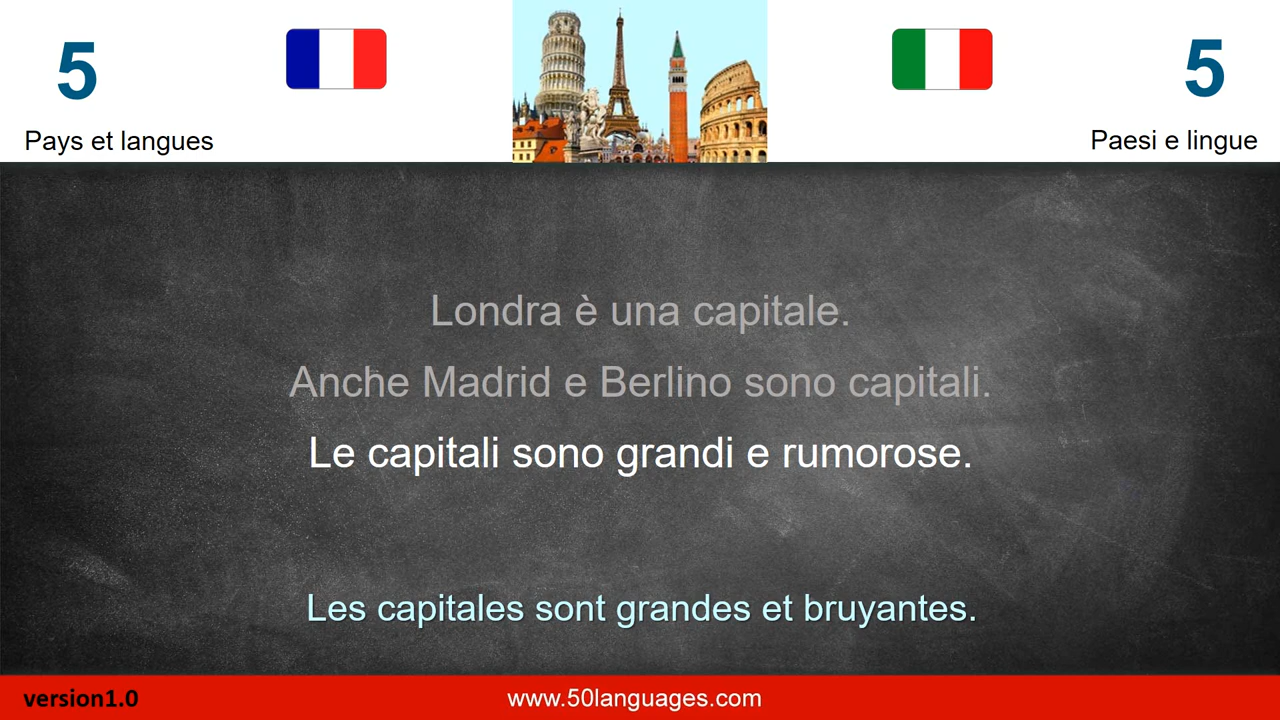 5
5
Pays et langues
Paesi e lingue
Londra è una capitale.
Anche Madrid e Berlino sono capitali.
Le capitali sono grandi e rumorose.
Les capitales sont grandes et bruyantes.
version1.0
www.50languages.com